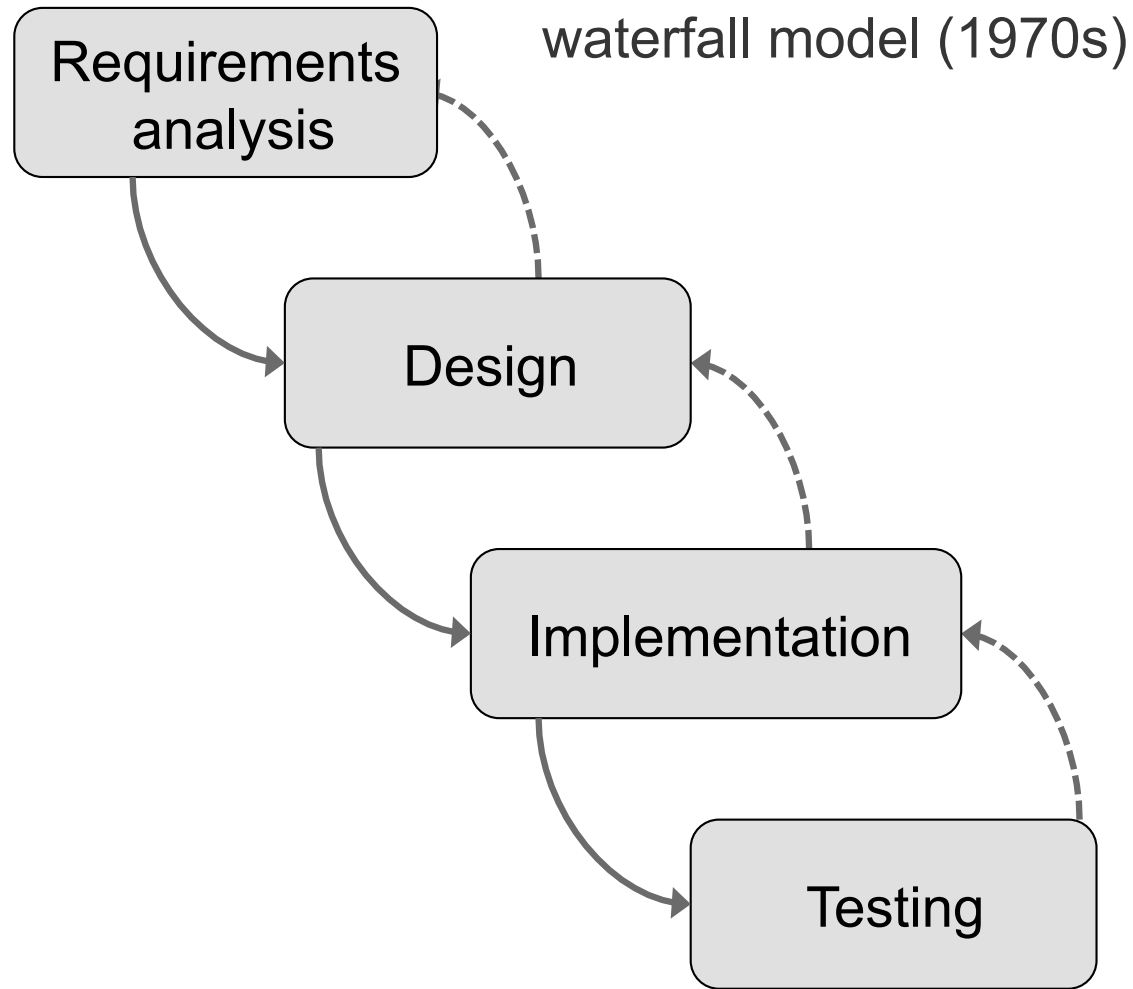 waterfall model (1970s)
Requirements
analysis
Design
Implementation
Testing